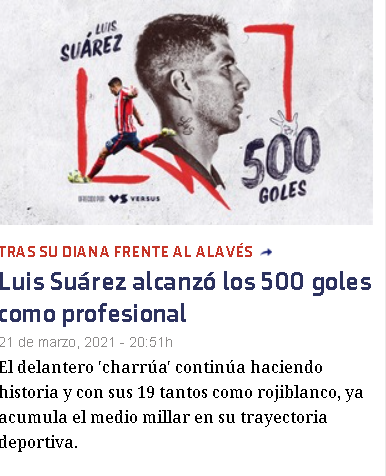 LUIS
SUÁREZ
500
GOLES
OFRECIDO POR VS VERSUS
TRAS SU DIANA FRENTE AL ALAVÉS
Luis Suárez alcanzó los 500 goles
como profesional
21 de marzo, 2021 - 20:51h
El delantero 'charrúa' continúa haciendo
historia y con sus 19 tantos como rojiblanco, ya
acumula el medio millar en su trayectoria
deportiva.